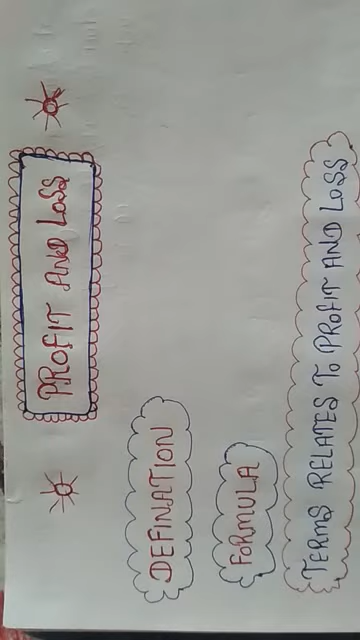 PROFIT AND LOSS
DEFINATION
FORMULA
TERMS RELATES TO PROFIT AND LOSS